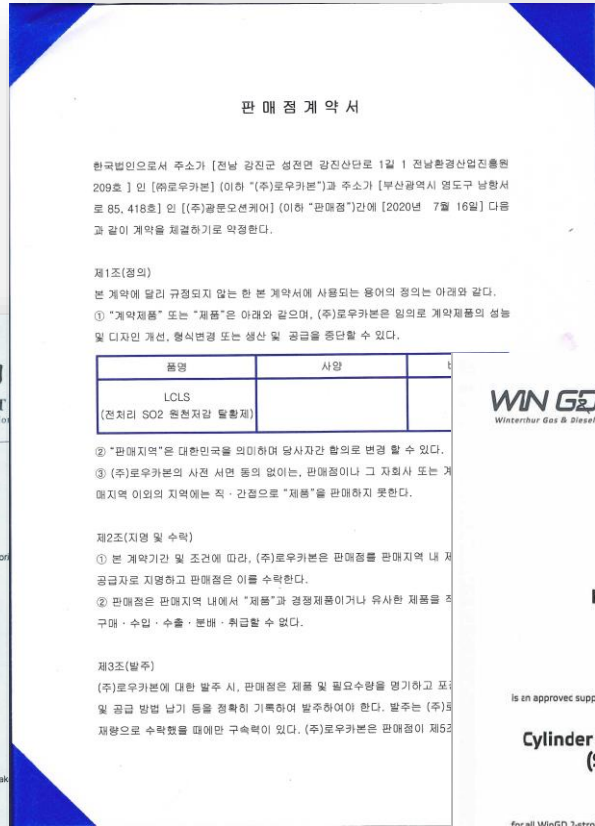 판매점계약서
한국법인으로서 주소가 [전남 강진군 성전면 강진산단로 1길 1 전남환경산업진흥원
209호 ] 인 [㈜로우카본] (이하 “(주)로우카본”)과 주소가 [부산광역시 영도구 남항서
로 85, 418호] 인 [(주)광문오션케어] (이하 “판매점”)간에 [2020년 7월 16일] 다음
과 같이 계약을 체결하기로 약정한다.
제1조(정의)
본 계약에 달리 규정되지 않는 한 본 계약서에 사용되는 용어의 정의는 아래와 같다.
① “계약제품” 또는 “제품”은 아래와 같으며, (주)로우카본은 임의로 계약제품의 성능
및 디자인 개선, 형식변경 또는 생산 및 공급을 중단할 수 있다.
품명 사양
LCLS
(전처리 SO2 원천저감 탈황제)
② “판매지역”은 대한민국을 의미하며 당사자간 합의로 변경 할 수 있다.
③ (주)로우카본의 사전 서면 동의 없이는, 판매점이나 그 자회사 또는 계
매지역 이외의 지역에는 직ㆍ간접으로 “제품”을 판매하지 못한다.
제2조(지명 및 수락)
① 본 계약기간 및 조건에 따라, (주)로우카본은 판매점를 판매지역 내 제
공급자로 지명하고 판매점은 이를 수락한다.
② 판매점은 판매지역 내에서 “제품”과 경쟁제품이거나 유사한 제품을 직
구매ㆍ수입ㆍ수출ㆍ분배ㆍ취급할 수 없다.
제3조(발주)
(주)로우카본에 대한 발주 시, 판매점은 제품 및 필요수량을 명기하고 포
및 공급 방법 납기 등을 정확히 기록하여 발주하여야 한다. 발주는 (주)로
재량으로 수락했을 때에만 구속력이 있다. (주)로우카본은 판매점이 제5조
WIN G&D
Winterthur Gas & Diesel
is an approved supp
Cylinder
(S
for all WinGD 2-stro